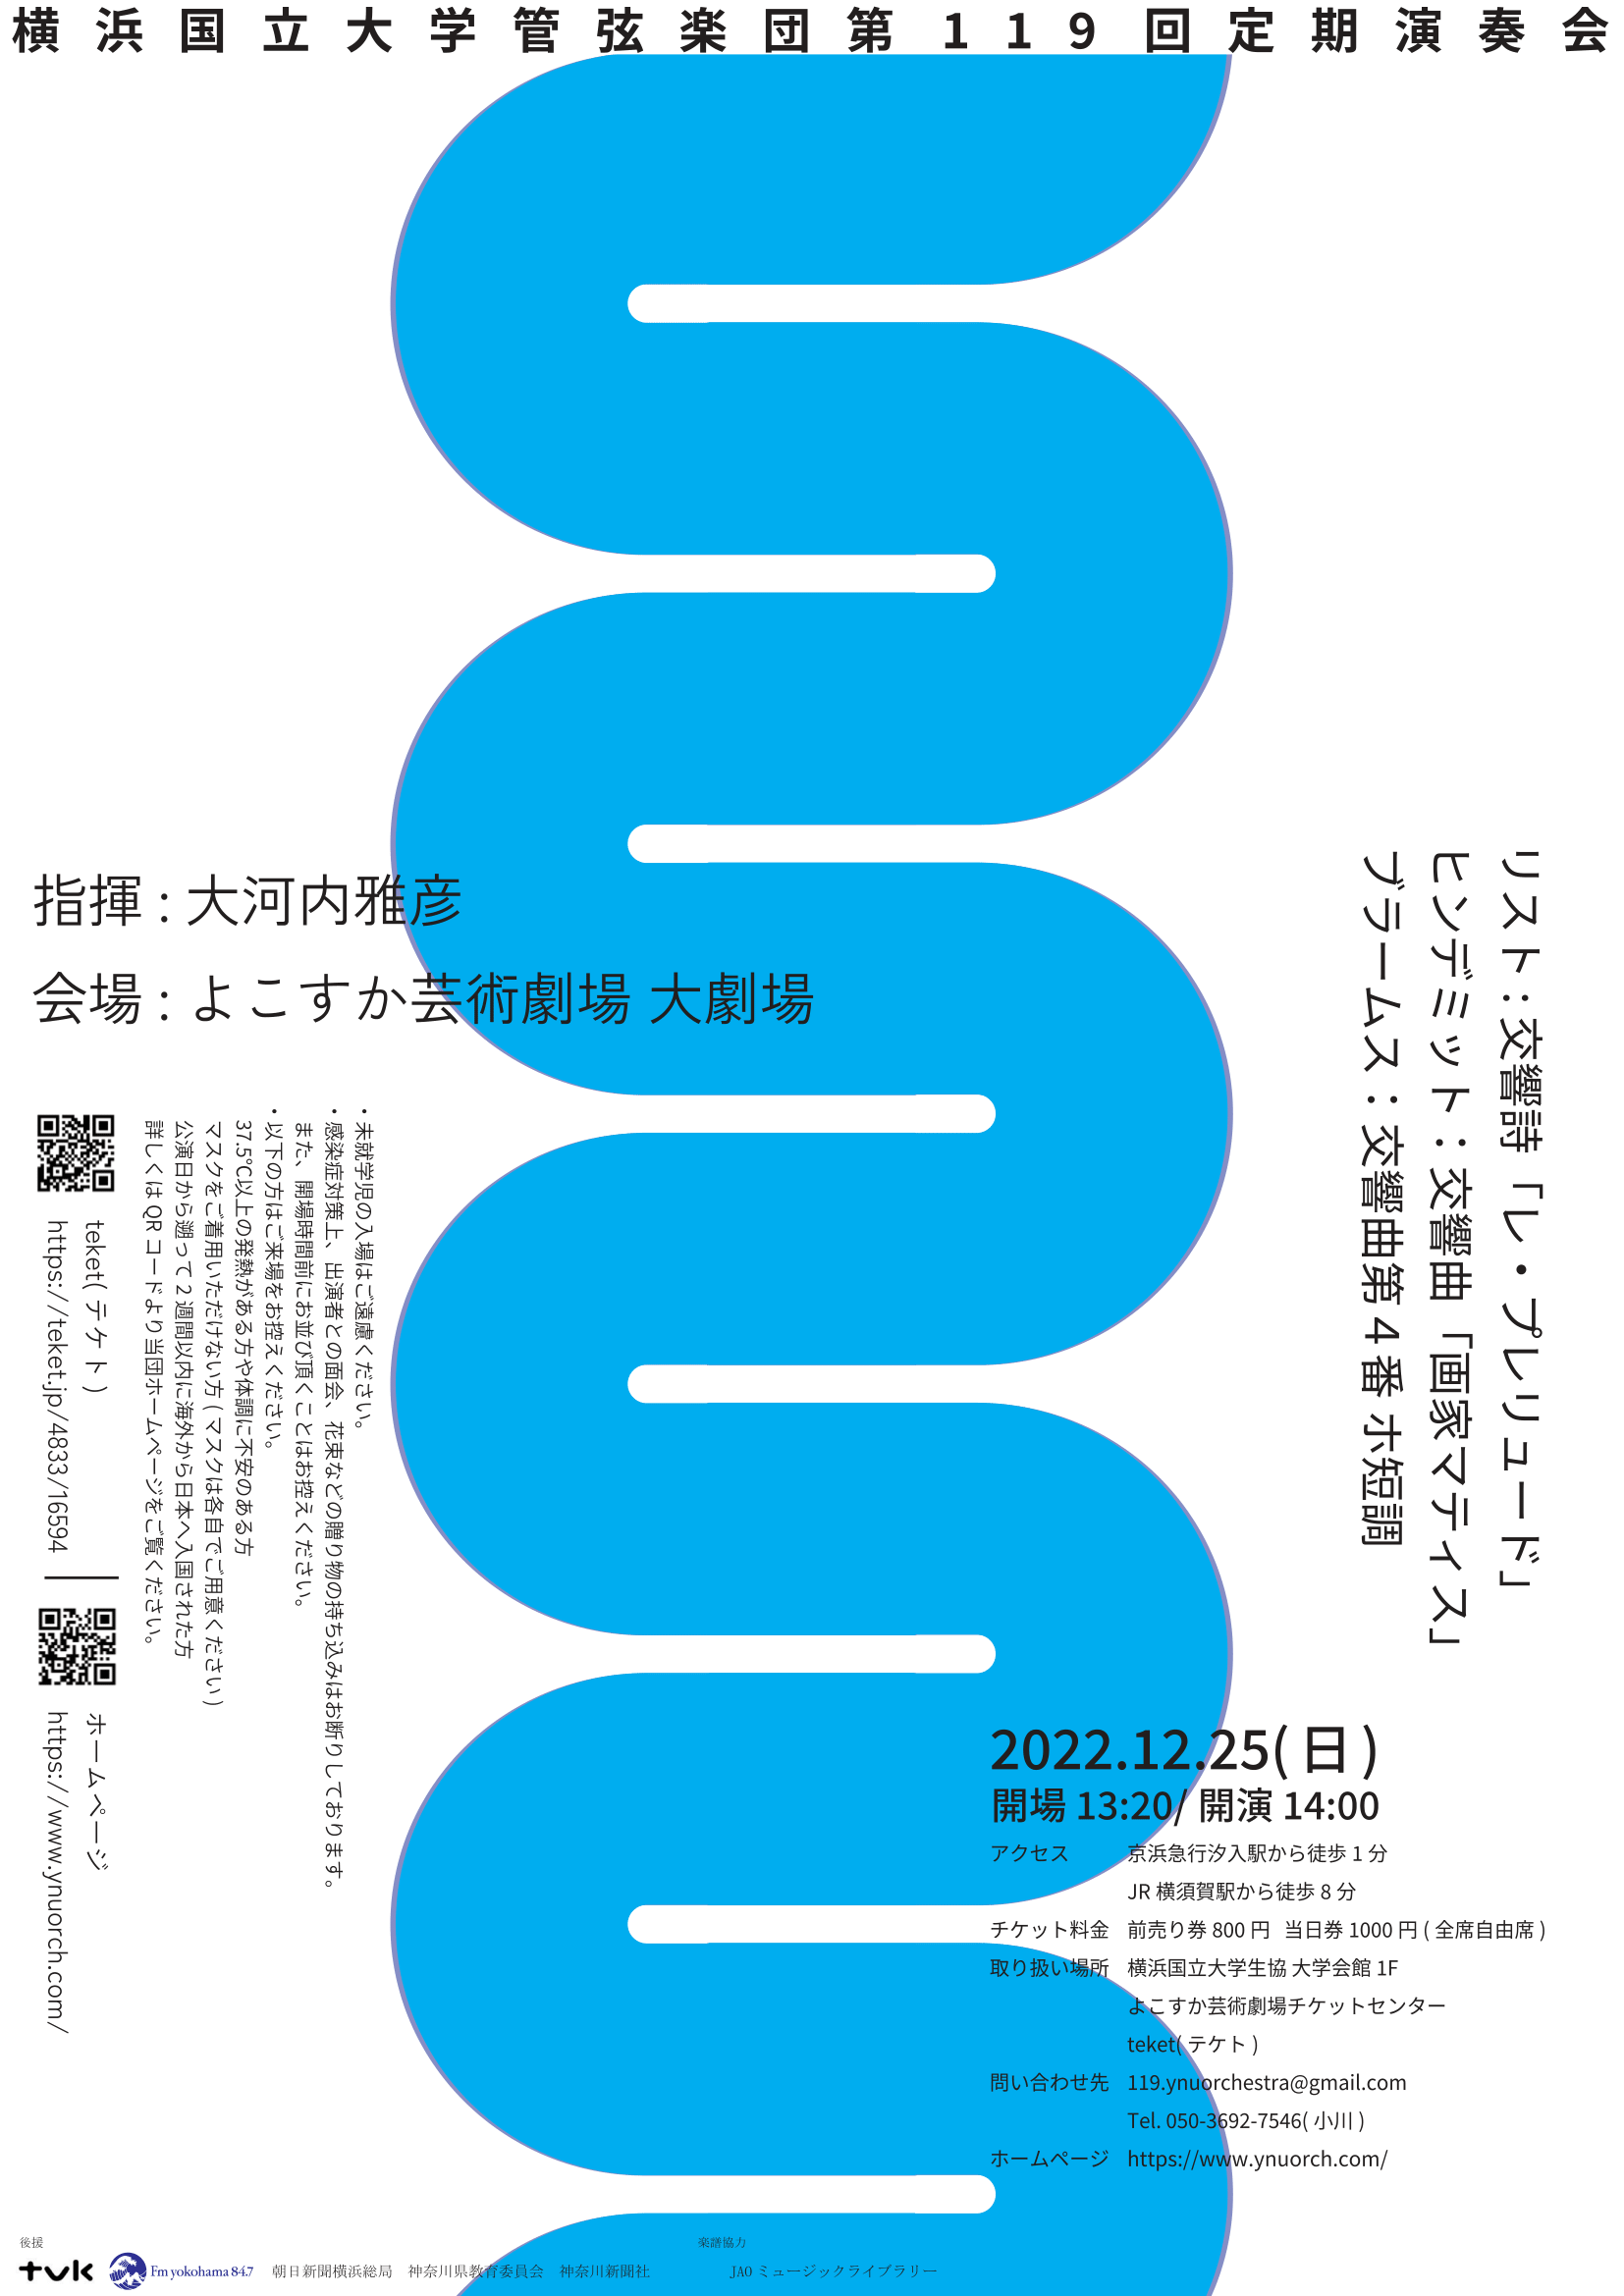 横浜国立大学管弦楽団第119回定期演奏会
リスト：交響詩「レ・プレリュード」
ヒンデミット：交響曲「画家マティス」
ブラームス：交響曲第4番 ホ短調
指揮 : 大河内雅彦
会場 : よこすか芸術劇場 大劇場
・未就学児の入場はご遠慮ください。
・感染症対策上、出演者との面会、花束などの贈り物の持ち込みはお断りしております。
また、開場時間前にお並び頂くことはお控えください。
・以下の方はご来場をお控えください。
37.5℃以上の発熱がある方や体調に不安のある方
マスクをご着用いただけない方 ( マスクは各自でご用意ください )
公演日から遡って 2 週間以内に海外から日本へ入国された方
詳しくは QR コードより当団ホームページをご覧ください。
teket( テケト )
https://teket.jp/4833/16594
ホームページ
https://www.ynuorch.com/
2022.12.25( 日 )
開場 13:20/ 開演 14:00
アクセス 京浜急行汐入駅から徒歩 1 分
JR 横須賀駅から徒歩 8 分
チケット料金 前売り券 800 円 当日券 1000 円 ( 全席自由席 )
取り扱い場所 横浜国立大学生協 大学会館 1F
よこすか芸術劇場チケットセンター
teket( テケト )
問い合わせ先 119.ynuorchestra@gmail.com
Tel. 050-3692-7546( 小川 )
ホームページ https://www.ynuorch.com/
後援
tvk Fm yokohama 84.7 朝日新聞横浜総局 神奈川県教育委員会 神奈川新聞社
楽譜協力
JAO ミュージックライブラリー